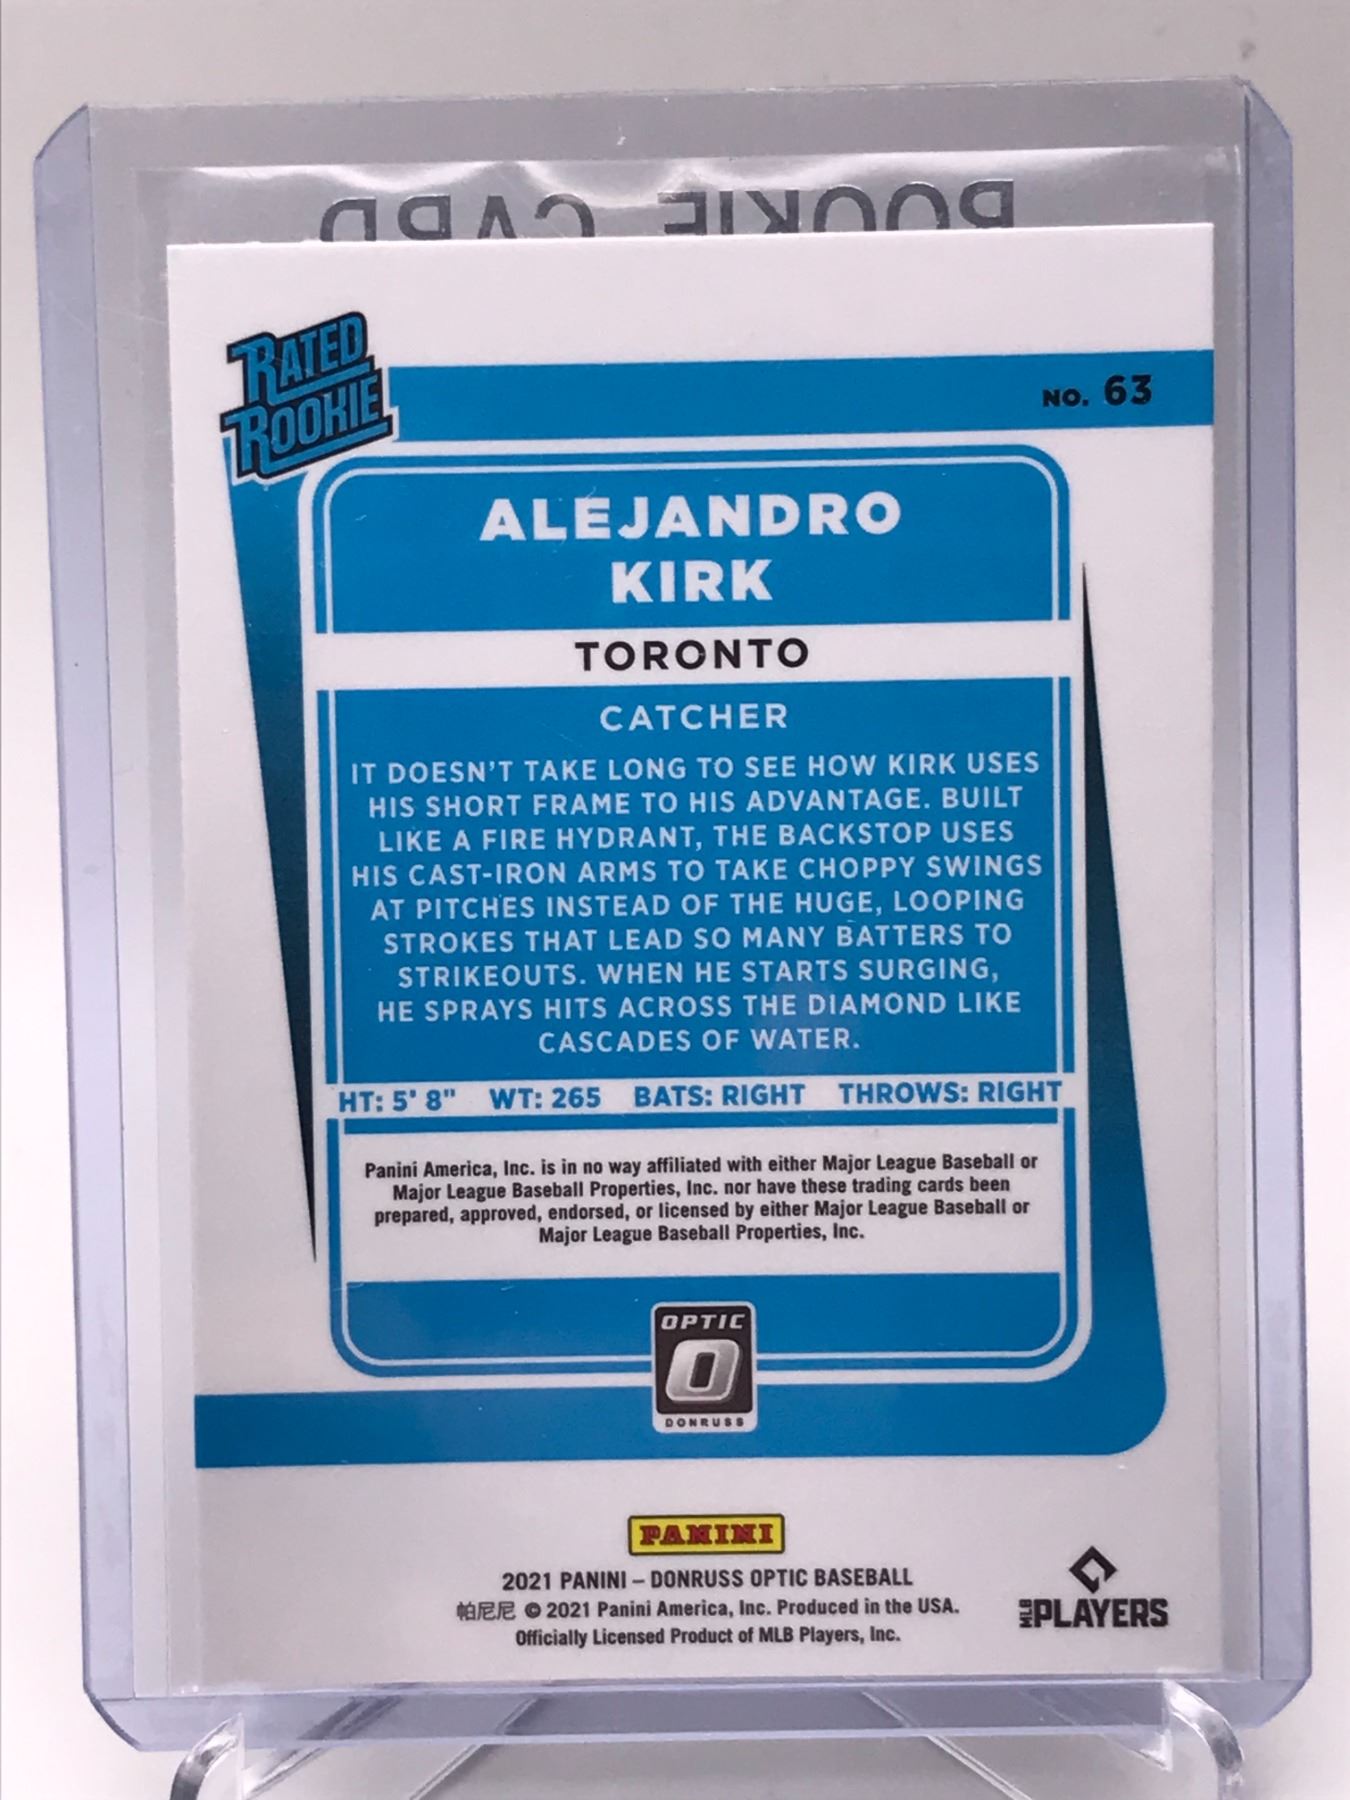 ROOKIE CARD
RATED
ROOKIE
NO. 63
ALEJANDRO
KIRK
TORONTO
CATCHER
IT DOESN'T TAKE LONG TO SEE HOW KIRK USES
HIS SHORT FRAME TO HIS ADVANTAGE. BUILT
LIKE A FIRE HYDRANT, THE BACKSTOP USES
HIS CAST-IRON ARMS TO TAKE CHOPPY SWINGS
AT PITCHES INSTEAD OF THE HUGE, LOOPING
STROKES THAT LEAD SO MANY BATTERS TO
STRIKEOUTS. WHEN HE STARTS SURGING,
HE SPRAYS HITS ACROSS THE DIAMOND LIKE
CASCADES OF WATER.
HT: 5' 8" WT: 265 BATS: RIGHT THROWS: RIGHT
Panini America, Inc. is in no way affiliated with either Major League Baseball or
Major League Baseball Properties, Inc. nor have these trading cards been
prepared, approved, endorsed, or licensed by either Major League Baseball or
Major League Baseball Properties, Inc.
OPTIC
O
DONRUSS
PANINI
2021 PANINI – DONRUSS OPTIC BASEBALL
帕尼尼 © 2021 Panini America, Inc. Produced in the USA.
Officially Licensed Product of MLB Players, Inc.
MLB PLAYERS